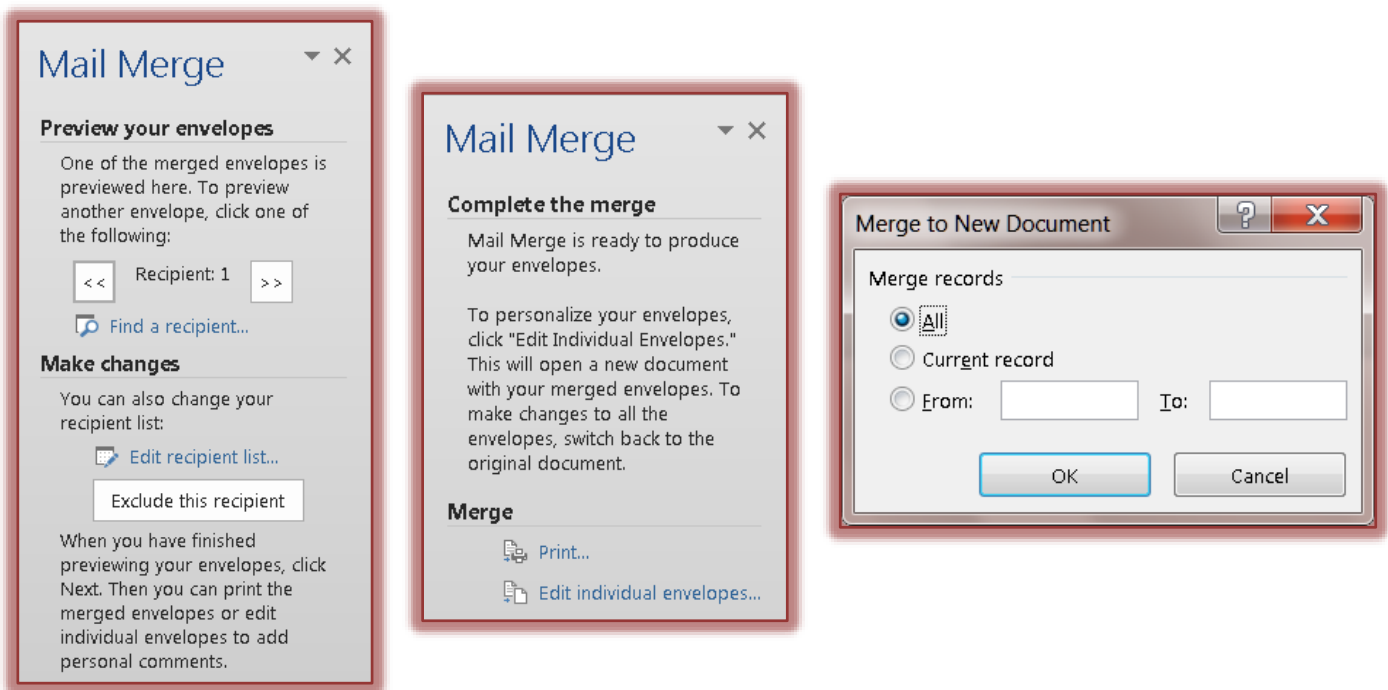 Mail Merge
Preview your envelopes
One of the merged envelopes is
previewed here. To preview
another envelope, click one of
the following:
<< Recipient: 1 >>
Find a recipient...
Make changes
You can also change your
recipient list:
Edit recipient list...
Exclude this recipient
When you have finished
previewing your envelopes, click
Next. Then you can print the
merged envelopes or edit
individual envelopes to add
personal comments.
Mail Merge
Complete the merge
Mail Merge is ready to produce
your envelopes.
To personalize your envelopes,
click "Edit Individual Envelopes."
This will open a new document
with your merged envelopes. To
make changes to all the
envelopes, switch back to the
original document.
Merge
Print...
Edit individual envelopes...
Merge to New Document
Merge records
All
Current record
From: To:
OK Cancel